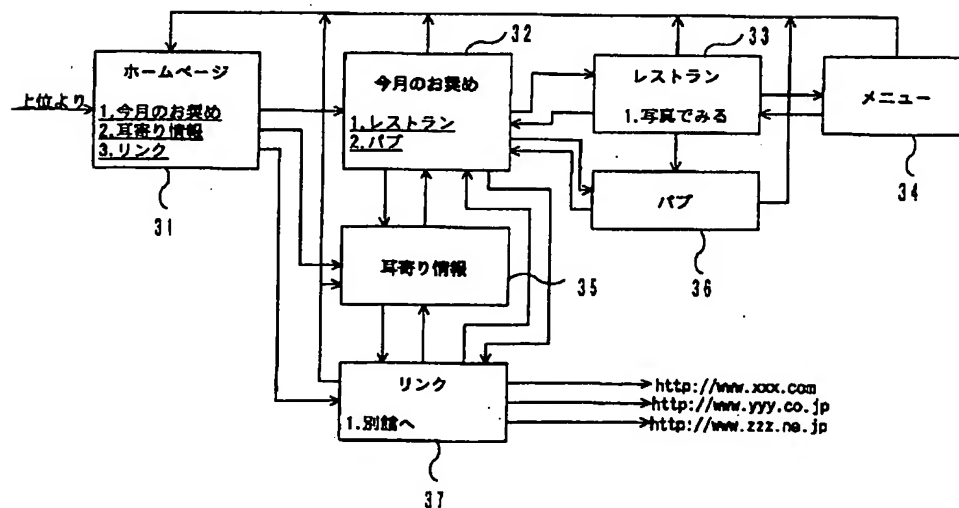 32
33
ホームページ
今月のお奨め
レストラン
メニュー
上位より
1.今月のお奨め
2.耳寄り情報
3.リンク
1.レストラン
2.パブ
1.写真でみる
34
31
パブ
36
耳寄り情報
35
リンク
1.別館へ
http://www.xxx.com
http://www.yyy.co.jp
http://www.zzz.ne.jp
37